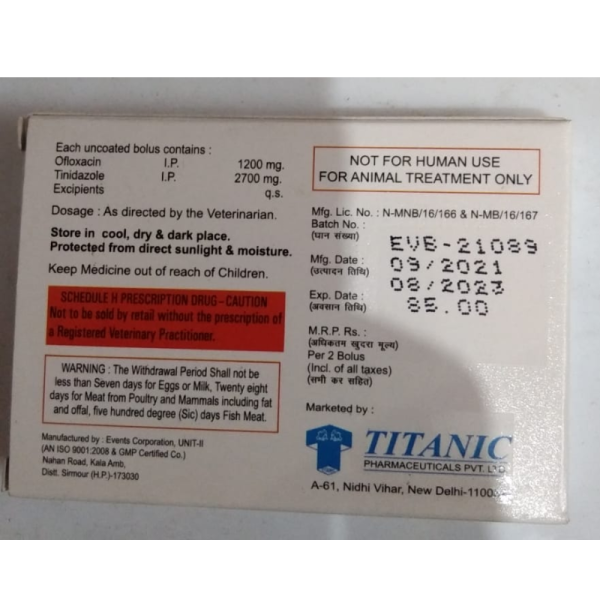 Each uncoated bolus contains :
Ofloxacin I.P. 1200 mg.
Tinidazole I.P. 2700 mg.
Excipients q.s.
Dosage : As directed by the Veterinarian.
Store in cool, dry & dark place.
Protected from direct sunlight & moisture.
Keep Medicine out of reach of Children.
SCHEDULE H PRESCRIPTION DRUG–CAUTION
Not to be sold by retail without the prescription of
a Registered Veterinary Practitioner.
WARNING : The Withdrawal Period Shall not
be less than Seven days for Eggs or Milk, Twenty eight
days for Meat from Poultry and Mammals including fat
and offal, five hundred degree (Sic) days Fish Meat.
Manufactured by : Events Corporation, UNIT-II
(AN ISO 9001:2008 & GMP Certified Co.)
Nahan Road, Kala Amb,
Distt. Sirmour (H.P.)-173030
NOT FOR HUMAN USE
FOR ANIMAL TREATMENT ONLY
Mfg. Lic. No. : N-MNB/16/166 & N-MB/16/167
Batch No. :
(घान संख्या) EVB-21089
Mfg. Date : 09/2021
(उत्पादन तिथि)
Exp. Date : 08/2023
(अवसान तिथि) 85.00
M.R.P. Rs. :
(अधिकतम खुदरा मूल्य)
Per 2 Bolus
(Incl. of all taxes)
(सभी कर सहित)
Marketed by :
TITANIC
PHARMACEUTICALS PVT. LTD
A-61, Nidhi Vihar, New Delhi-